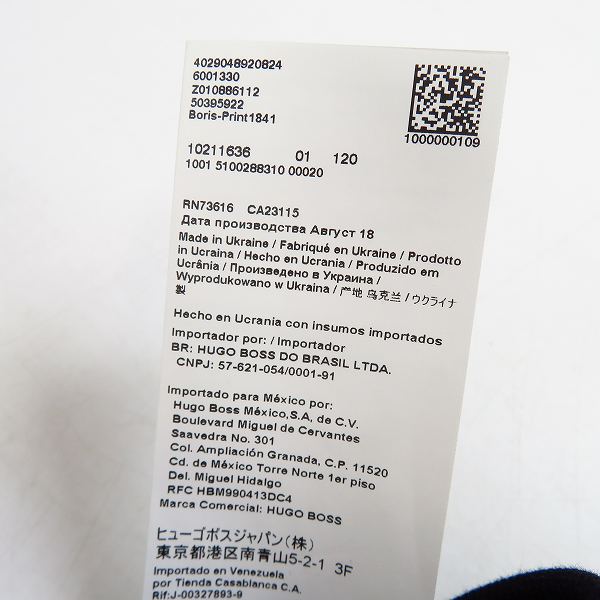 4029048920824
6001330
Z010886112
50395922
Boris-Print1841
1000000109
10211636 01 120
1001 5100288310 00020
RN73616 CA23115
Дата производства Август 18
Made in Ukraine / Fabriqué en Ukraine / Prodotto
in Ucraina / Hecho en Ucrania / Produzido em
Ucrânia / Произведено в Украина /
Wyprodukowano w Ukraina / 产地 乌克兰 / ウクライナ
製
Hecho en Ucrania con insumos importados
Importador por: / Importador
BR: HUGO BOSS DO BRASIL LTDA.
CNPJ: 57-621-054/0001-91
Importado para México por:
Hugo Boss México,S.A, de C.V.
Boulevard Miguel de Cervantes
Saavedra No. 301
Col. Ampliación Granada, C.P. 11520
Cd. de México Torre Norte 1er piso
Del. Miguel Hidalgo
RFC HBM990413DC4
Marca Comercial: HUGO BOSS
ヒューゴボスジャパン(株)
東京都港区南青山5-2-1 3F
Importado en Venezuela
por Tienda Casablanca C.A.
Rif:J-00327893-9